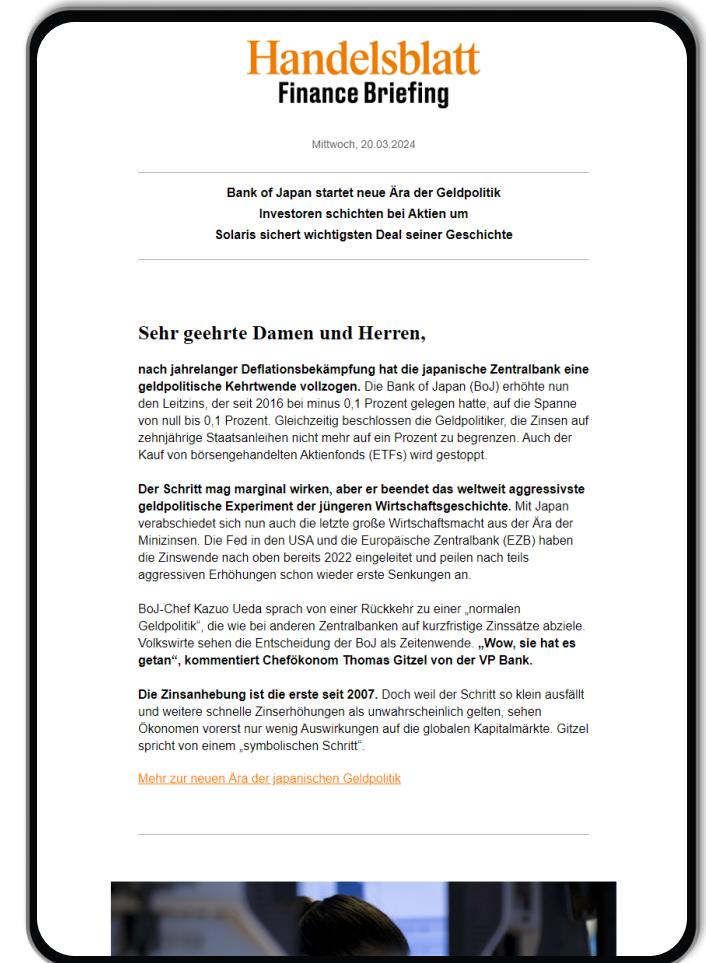 Handelsblatt
Finance Briefing
Mittwoch, 20.03.2024
Bank of Japan startet neue Ära der Geldpolitik
Investoren schichten bei Aktien um
Solaris sichert wichtigsten Deal seiner Geschichte
Sehr geehrte Damen und Herren,
nach jahrelanger Deflationsbekämpfung hat die japanische Zentralbank eine
geldpolitische Kehrtwende vollzogen. Die Bank of Japan (BoJ) erhöhte nun
den Leitzins, der seit 2016 bei minus 0,1 Prozent gelegen hatte, auf die Spanne
von null bis 0,1 Prozent. Gleichzeitig beschlossen die Geldpolitiker, die Zinsen auf
zehnjährige Staatsanleihen nicht mehr auf ein Prozent zu begrenzen. Auch der
Kauf von börsengehandelten Aktienfonds (ETFs) wird gestoppt.
Der Schritt mag marginal wirken, aber er beendet das weltweit aggressivste
geldpolitische Experiment der jüngeren Wirtschaftsgeschichte. Mit Japan
verabschiedet sich nun auch die letzte große Wirtschaftsmacht aus der Ära der
Minizinsen. Die Fed in den USA und die Europäische Zentralbank (EZB) haben
die Zinswende nach oben bereits 2022 eingeleitet und peilen nach teils
aggressiven Erhöhungen schon wieder erste Senkungen an.
BoJ-Chef Kazuo Ueda sprach von einer Rückkehr zu einer „normalen
Geldpolitik“, die wie bei anderen Zentralbanken auf kurzfristige Zinssätze abziele.
Volkswirte sehen die Entscheidung der BoJ als Zeitenwende. „Wow, sie hat es
getan“, kommentiert Chefökonom Thomas Gitzel von der VP Bank.
Die Zinsanhebung ist die erste seit 2007. Doch weil der Schritt so klein ausfällt
und weitere schnelle Zinserhöhungen als unwahrscheinlich gelten, sehen
Ökonomen vorerst nur wenig Auswirkungen auf die globalen Kapitalmärkte. Gitzel
spricht von einem „symbolischen Schritt“.
Mehr zur neuen Ära der japanischen Geldpolitik